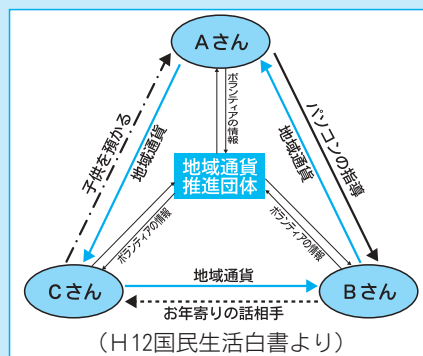 Aさん
ボランティアの情報
子供を預かる
地域通貨
地域通貨
パソコンの指導
地域通貨
推進団体
ボランティアの情報
ボランティアの情報
Cさん
地域通貨
お年寄りの話相手
Bさん
(H12国民生活白書より)